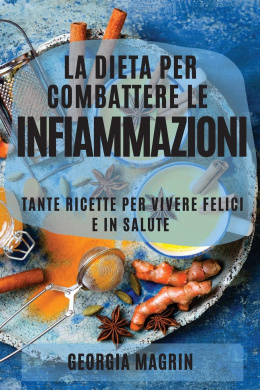 LA DIETA PER
COMBATTERE LE
INFIAMMAZIONI
TANTE RICETTE PER VIVERE FELICI
E IN SALUTE
GEORGIA MAGRIN